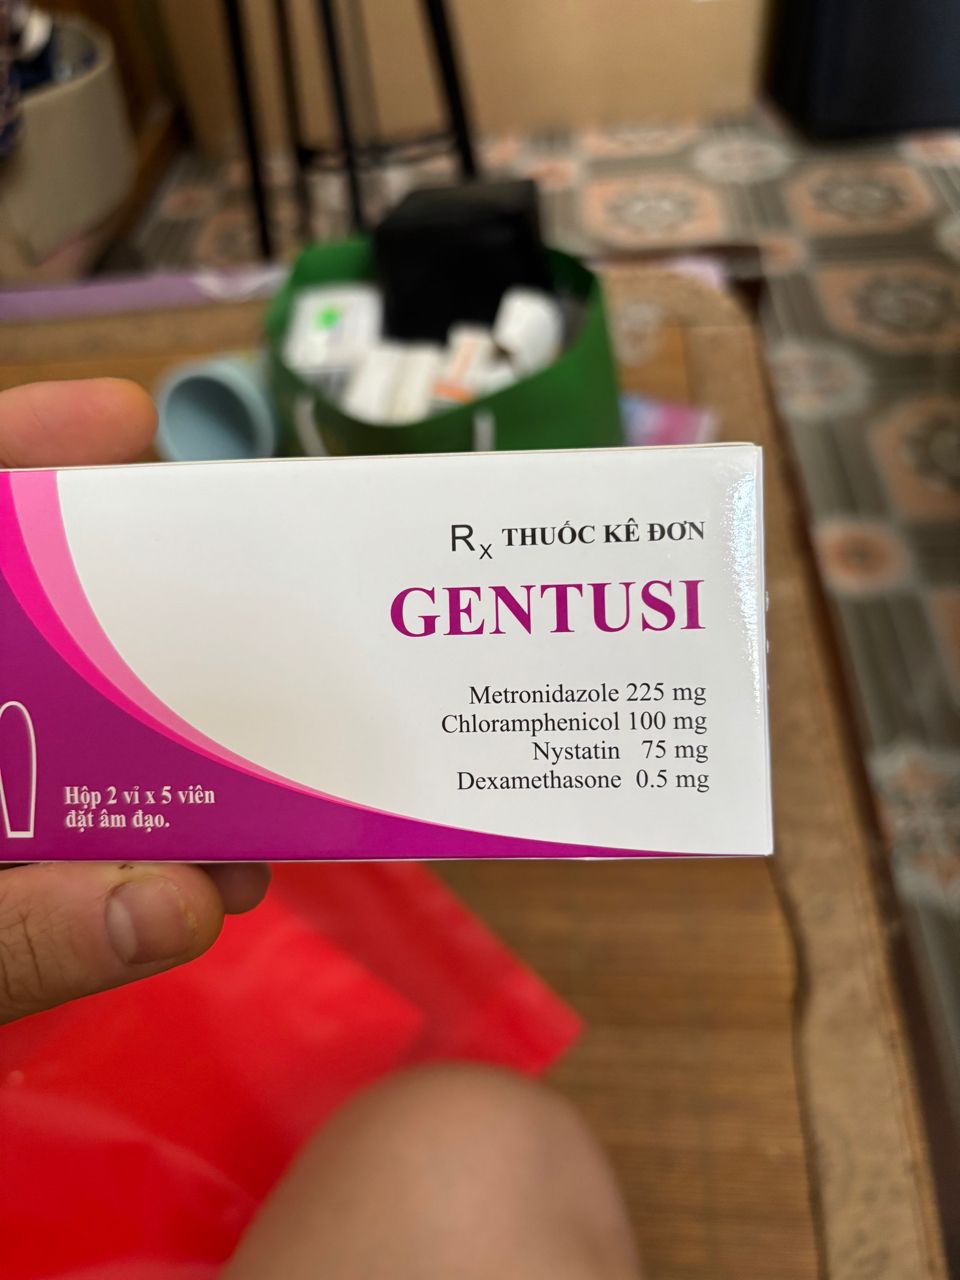 Rx THUỐC KÊ ĐƠN
GENTUSI
Metronidazole 225 mg
Chloramphenicol 100 mg
Nystatin 75 mg
Dexamethasone 0.5 mg
Hộp 2 vỉ x 5 viên
đặt âm đạo.